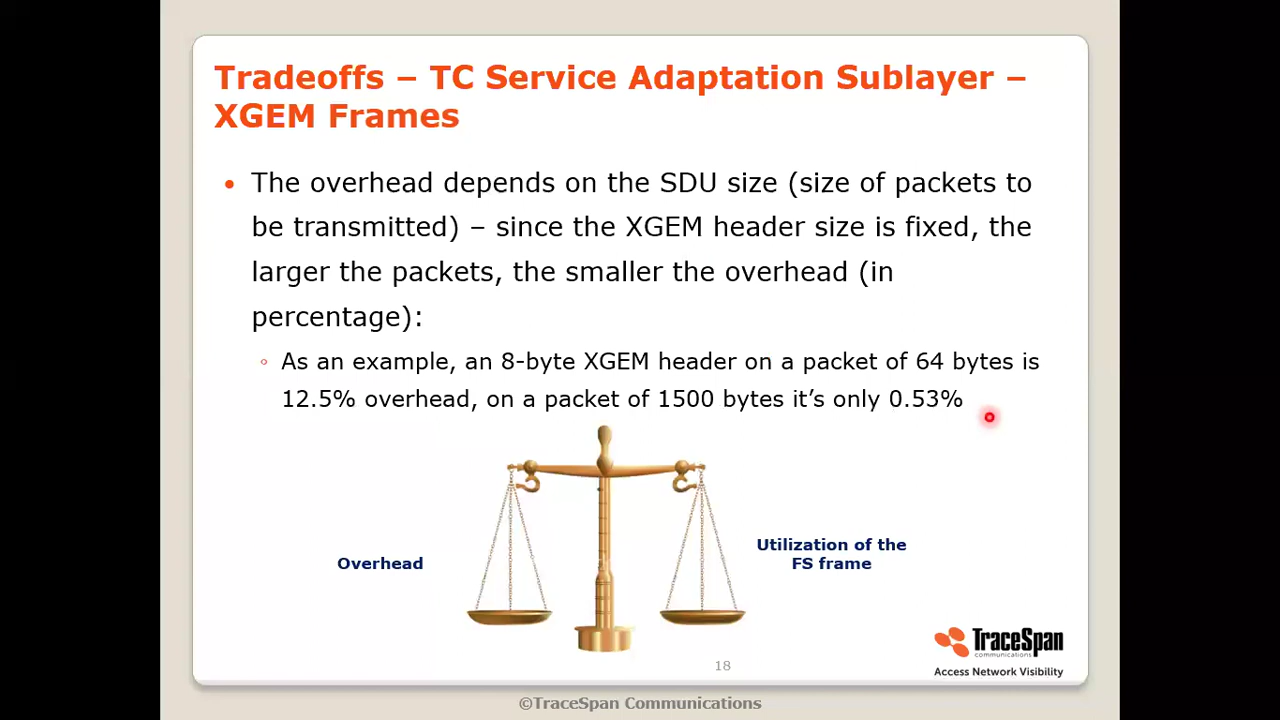 Tradeoffs – TC Service Adaptation Sublayer –
XGEM Frames
• The overhead depends on the SDU size (size of packets to
be transmitted) – since the XGEM header size is fixed, the
larger the packets, the smaller the overhead (in
percentage):
◦ As an example, an 8-byte XGEM header on a packet of 64 bytes is
12.5% overhead, on a packet of 1500 bytes it’s only 0.53%
Overhead
Utilization of the
FS frame
TraceSpan
communications
Access Network Visibility
18
©TraceSpan Communications